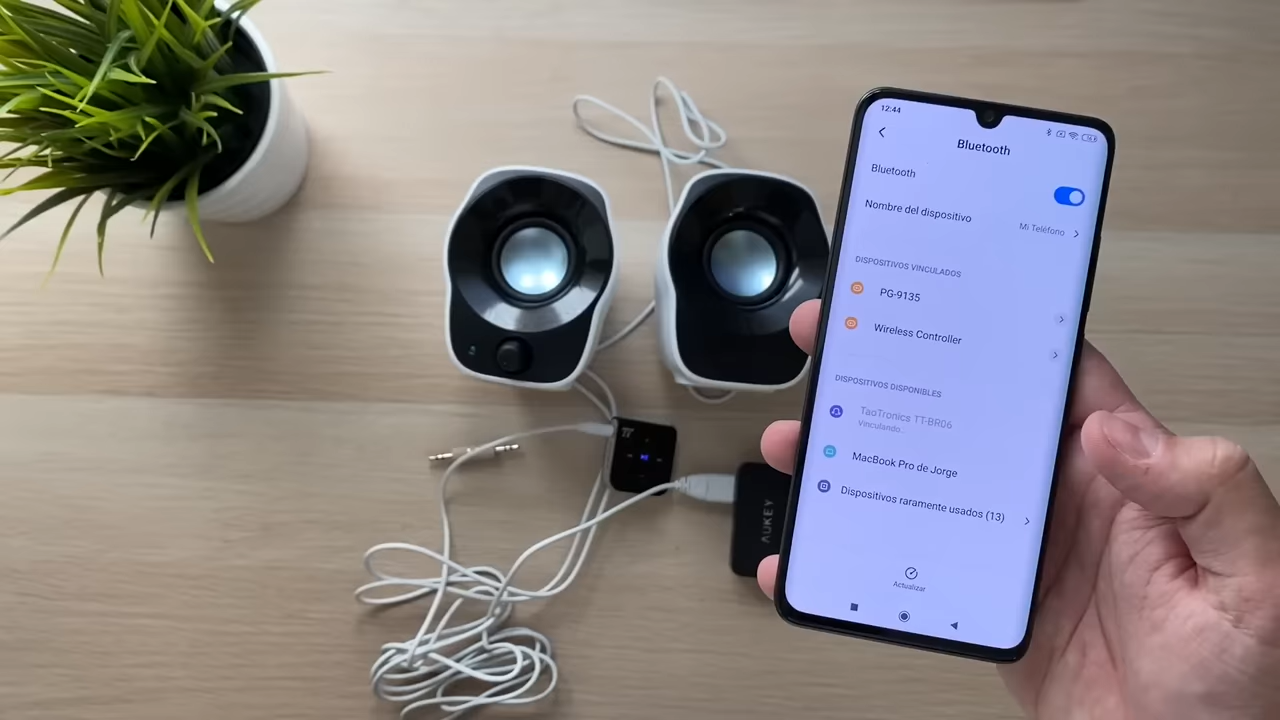 12:44
Bluetooth
Bluetooth
Nombre del dispositivo
Mi Teléfono
DISPOSITIVOS VINCULADOS
PG-9135
Wireless Controller
DISPOSITIVOS DISPONIBLES
TaoTronics TT-BR06
Vinculando..
MacBook Pro de Jorge
Dispositivos raramente usados (13)
Actualizar
AUKEY